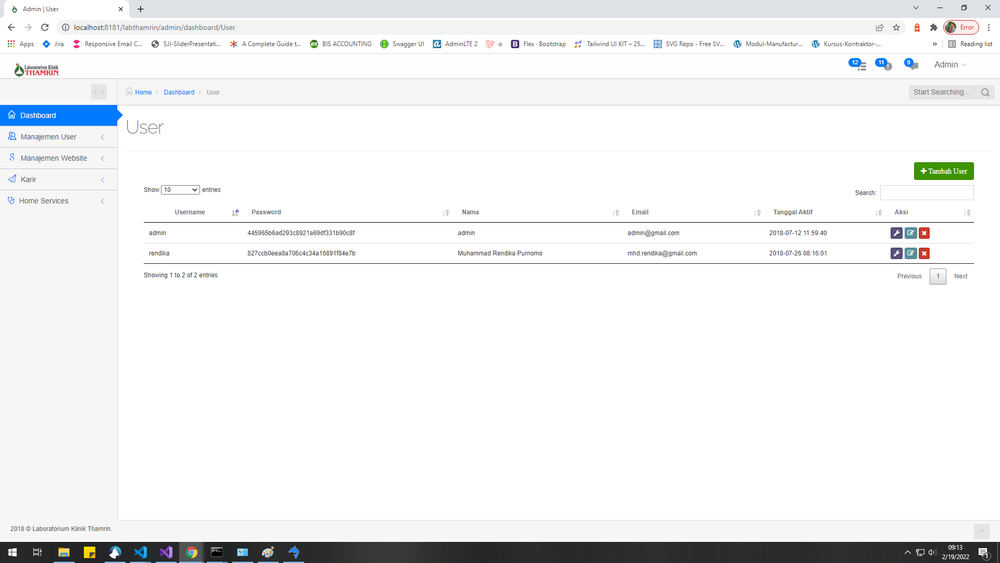 Admin | User
localhost:8181/labthamrin/admin/dashboard/User
Error
Apps Jira Responsive Email C... SJJ-SliderPresentati... A Complete Guide t... BIS ACCOUNTING Swagger UI AdminLTE 2 o Flex · Bootstrap Tailwind UI KIT – 25... SVG Repo - Free SV... Modul-Manufactur... Kursus-Kontraktor-... » Reading list
Laboratorium Klinik
THAMRIN
12 11 9 Admin
Home / Dashboard / User
Start Searching...
Dashboard
Manajemen User
Manajemen Website
Karir
Home Services
User
Tambah User
Show 10 entries
Search:
Username Password Nama Email Tanggal Aktif Aksi
admin 445965b6ad293c8921a69df331b90c8f admin admin@gmail.com 2018-07-12 11:59:40
rendika 827ccb0eea8a706c4c34a16891f84e7b Muhammad Rendika Purnomo mhd.rendika@gmail.com 2018-07-26 08:16:01
Showing 1 to 2 of 2 entries
Previous 1 Next
2018 © Laboratorium Klinik Thamrin.
09:13
2/19/2022
1